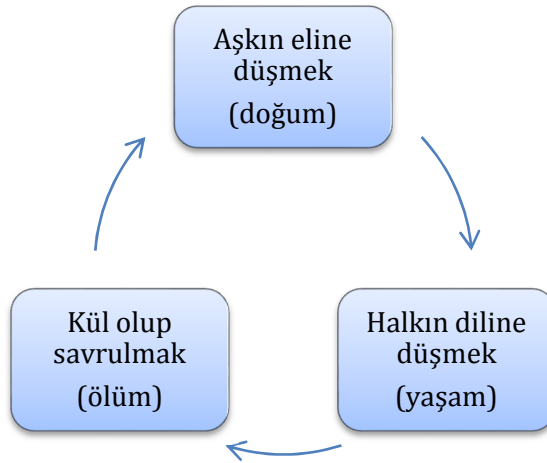 Aşkın eline
düşmek
(doğum)
Halkın diline
düşmek
(yaşam)
Kül olup
savrulmak
(ölüm)